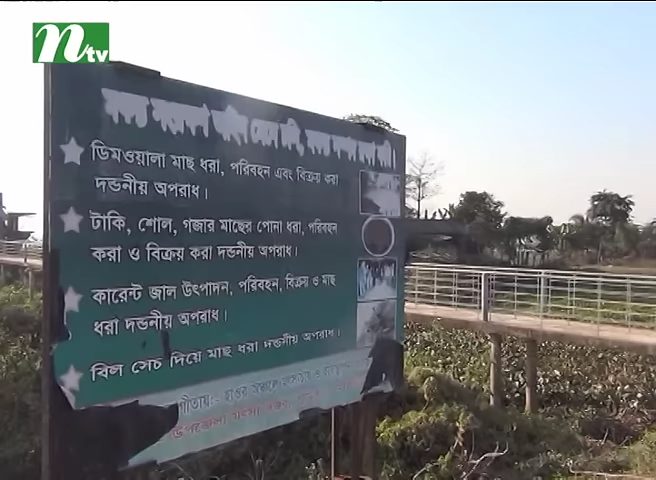 ntv
ডিমওয়ালা মাছ ধরা, পরিবহন এবং বিক্রয় করা
দন্ডনীয় অপরাধ।
টাকি, শোল, গজার মাছের পোনা ধরা, পরিবহন
করা ও বিক্রয় করা দন্ডনীয় অপরাধ।
কারেন্ট জাল উৎপাদন, পরিবহন, বিক্রয় ও মাছ
ধরা দন্ডনীয় অপরাধ।
বিল সেচ দিয়ে মাছ ধরা দন্ডনীয় অপরাধ।